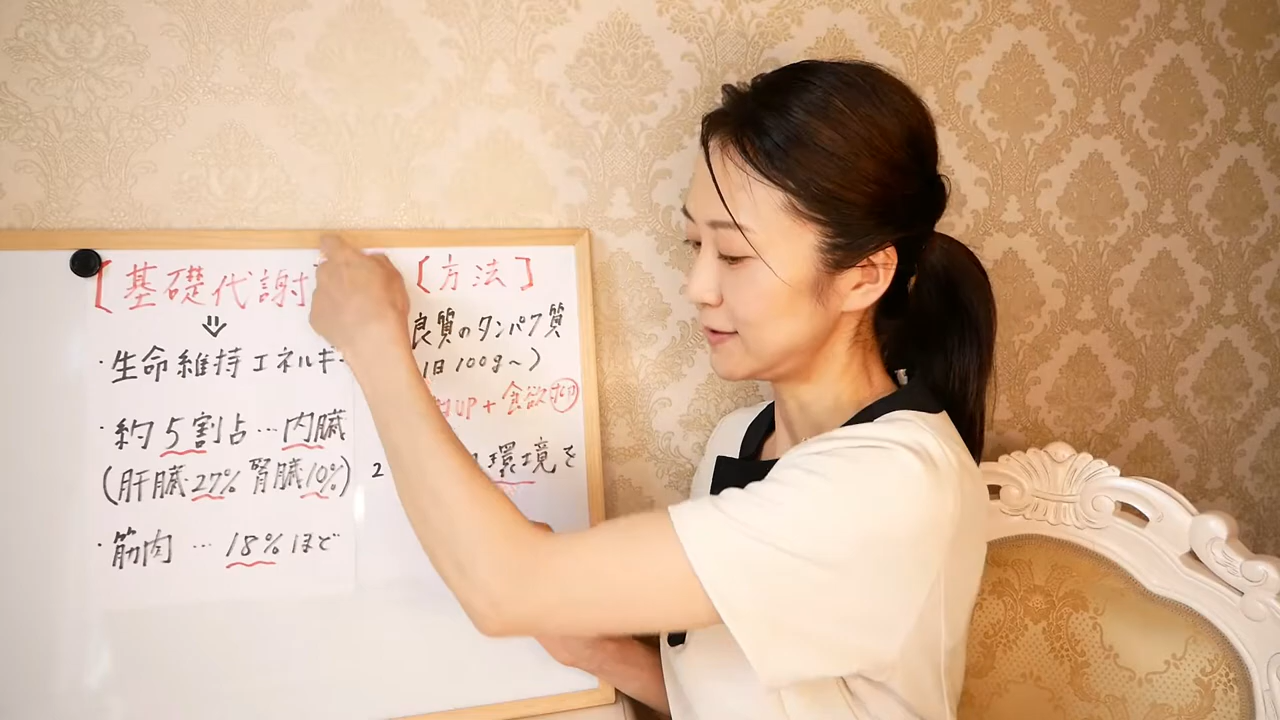 [基礎代謝
⇓
・生命維持エネルギー
・約5割占…内臓
(肝臓27% 腎臓10%)
・筋肉 … 18%ほど
[方法]
良質のタンパク質
(1日100g〜)
UP + 食欲抑
2
環境を